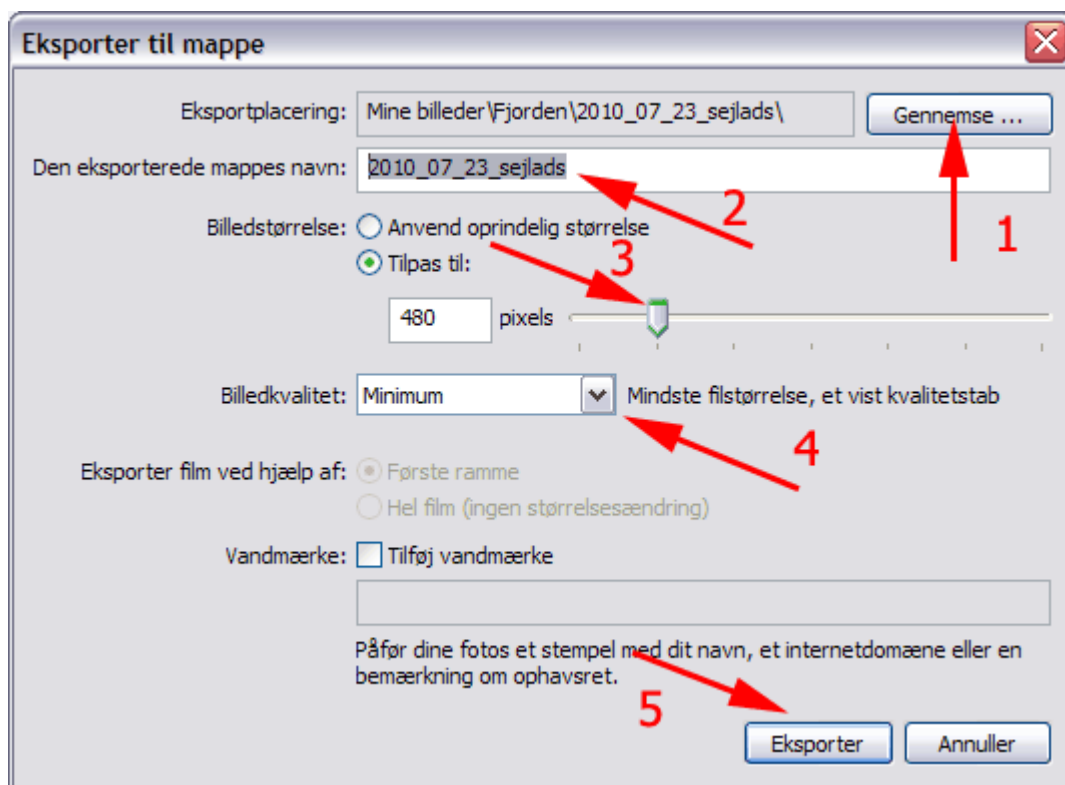 Eksporter til mappe
Eksportplacering: Mine billeder\Fjorden\2010_07_23_sejlads\ Gennemse ...
Den eksporterede mappes navn: 2010_07_23_sejlads
2
1
Billedstørrelse: Anvend oprindelig størrelse
3
Tilpas til:
480 pixels
Billedkvalitet: Minimum Mindste filstørrelse, et vist kvalitetstab
4
Eksporter film ved hjælp af: Første ramme
Hel film (ingen størrelsesændring)
Vandmærke: Tilføj vandmærke
Påfør dine fotos et stempel med dit navn, et internetdomæne eller en
bemærkning om ophavsret.
5
Eksporter Annuller